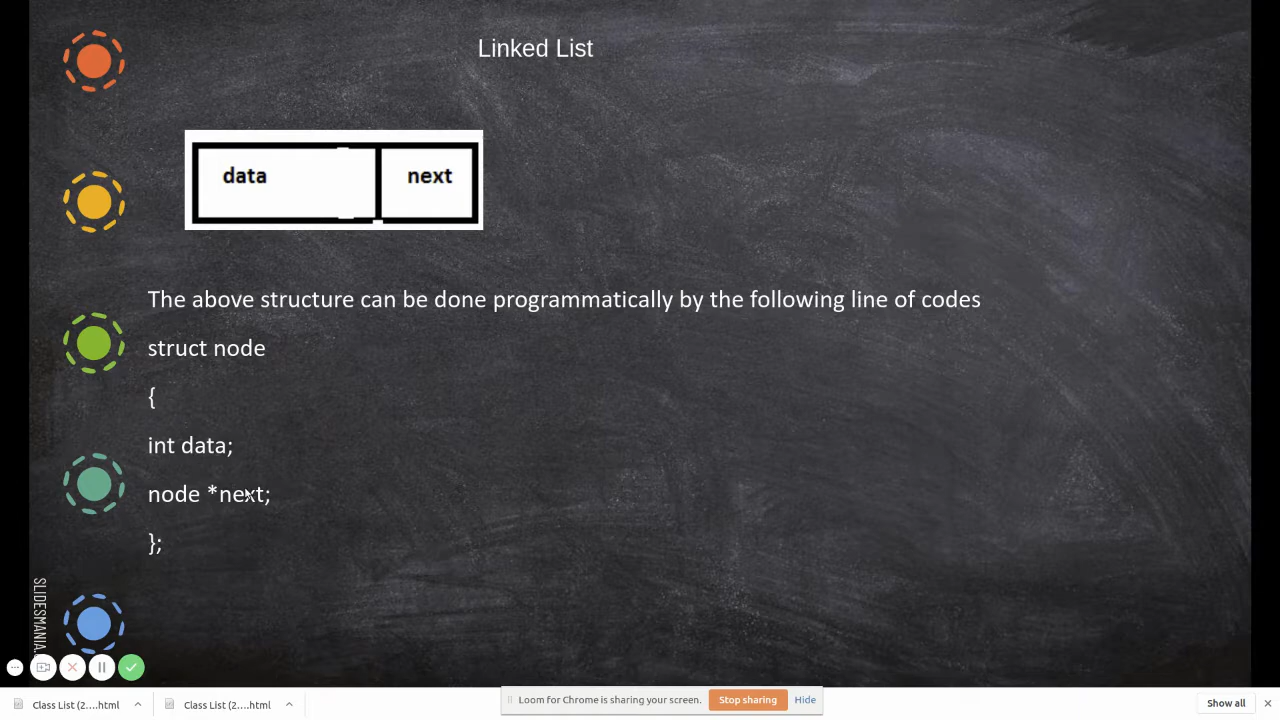 Linked List
data next
The above structure can be done programmatically by the following line of codes
struct node
{
int data;
node *next;
};
SLIDESMANIA.
Loom for Chrome is sharing your screen. Stop sharing Hide
Class List (2....html Class List (2....html Show all